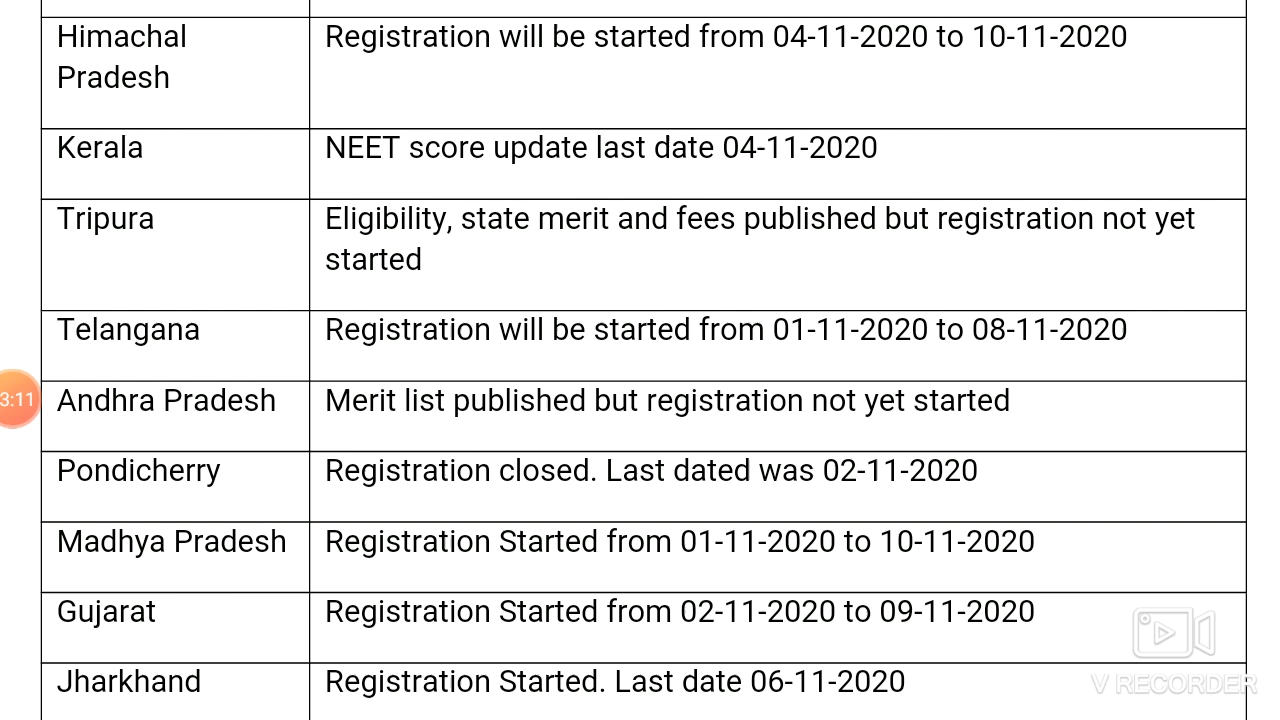 Himachal Pradesh
Registration will be started from 04-11-2020 to 10-11-2020
Kerala
NEET score update last date 04-11-2020
Tripura
Eligibility, state merit and fees published but registration not yet
started
Telangana
Registration will be started from 01-11-2020 to 08-11-2020
3:11
Andhra Pradesh
Merit list published but registration not yet started
Pondicherry
Registration closed. Last dated was 02-11-2020
Madhya Pradesh
Registration Started from 01-11-2020 to 10-11-2020
Gujarat
Registration Started from 02-11-2020 to 09-11-2020
Jharkhand
Registration Started. Last date 06-11-2020
V RECORDER